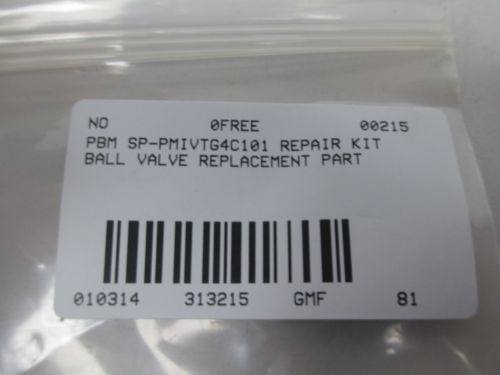 NO 0FREE 00215
PBM SP-PMIVTG4C101 REPAIR KIT
BALL VALVE REPLACEMENT PART
010314 313215 GMF 81